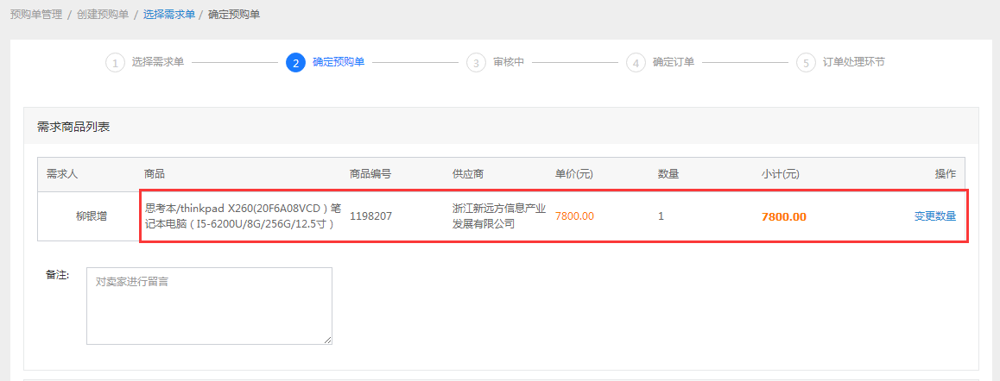 预购单管理 / 创建预购单 / 选择需求单 / 确定预购单
1 选择需求单 2 确定预购单 3 审核中 4 确定订单 5 订单处理环节
需求商品列表
需求人 商品 商品编号 供应商 单价(元) 数量 小计(元) 操作
柳银增 思考本/thinkpad X260(20F6A08VCD ) 笔 1198207 浙江新远方信息产业 7800.00 1 7800.00 变更数量
记本电脑 ( I5-6200U/8G/256G/12.5寸 ) 发展有限公司
备注: 对卖家进行留言